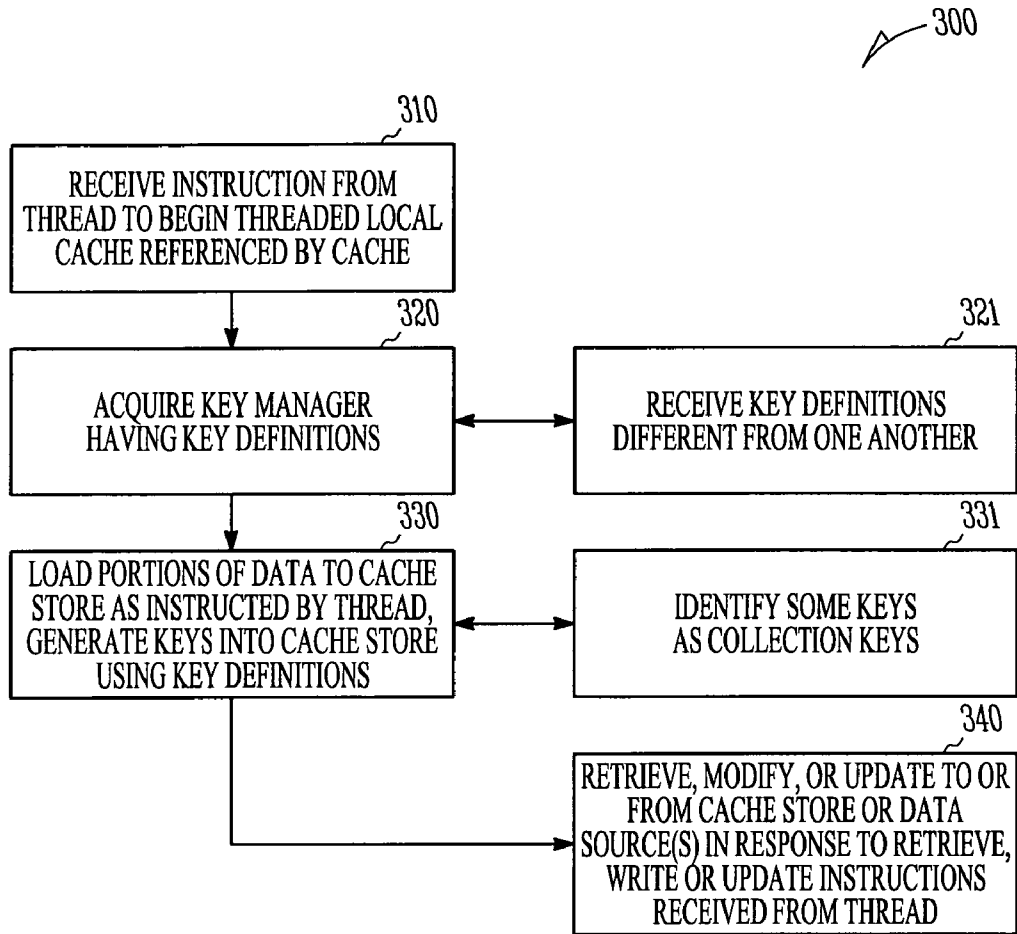 300
310
RECEIVE INSTRUCTION FROM
THREAD TO BEGIN THREADED LOCAL
CACHE REFERENCED BY CACHE.
320
ACQUIRE KEY MANAGER
HAVING KEY DEFINITIONS
321
RECEIVE KEY DEFINITIONS
DIFFERENT FROM ONE ANOTHER
330
LOAD PORTIONS OF DATA TO CACHE
STORE AS INSTRUCTED BY THREAD,
GENERATE KEYS INTO CACHE STORE
USING KEY DEFINITIONS
331
IDENTIFY SOME KEYS
AS COLLECTION KEYS
340
RETRIEVE, MODIFY, OR UPDATE TO OR
FROM CACHE STORE OR DATA
SOURCE(S) IN RESPONSE TO RETRIEVE,
WRITE OR UPDATE INSTRUCTIONS
RECEIVED FROM THREAD